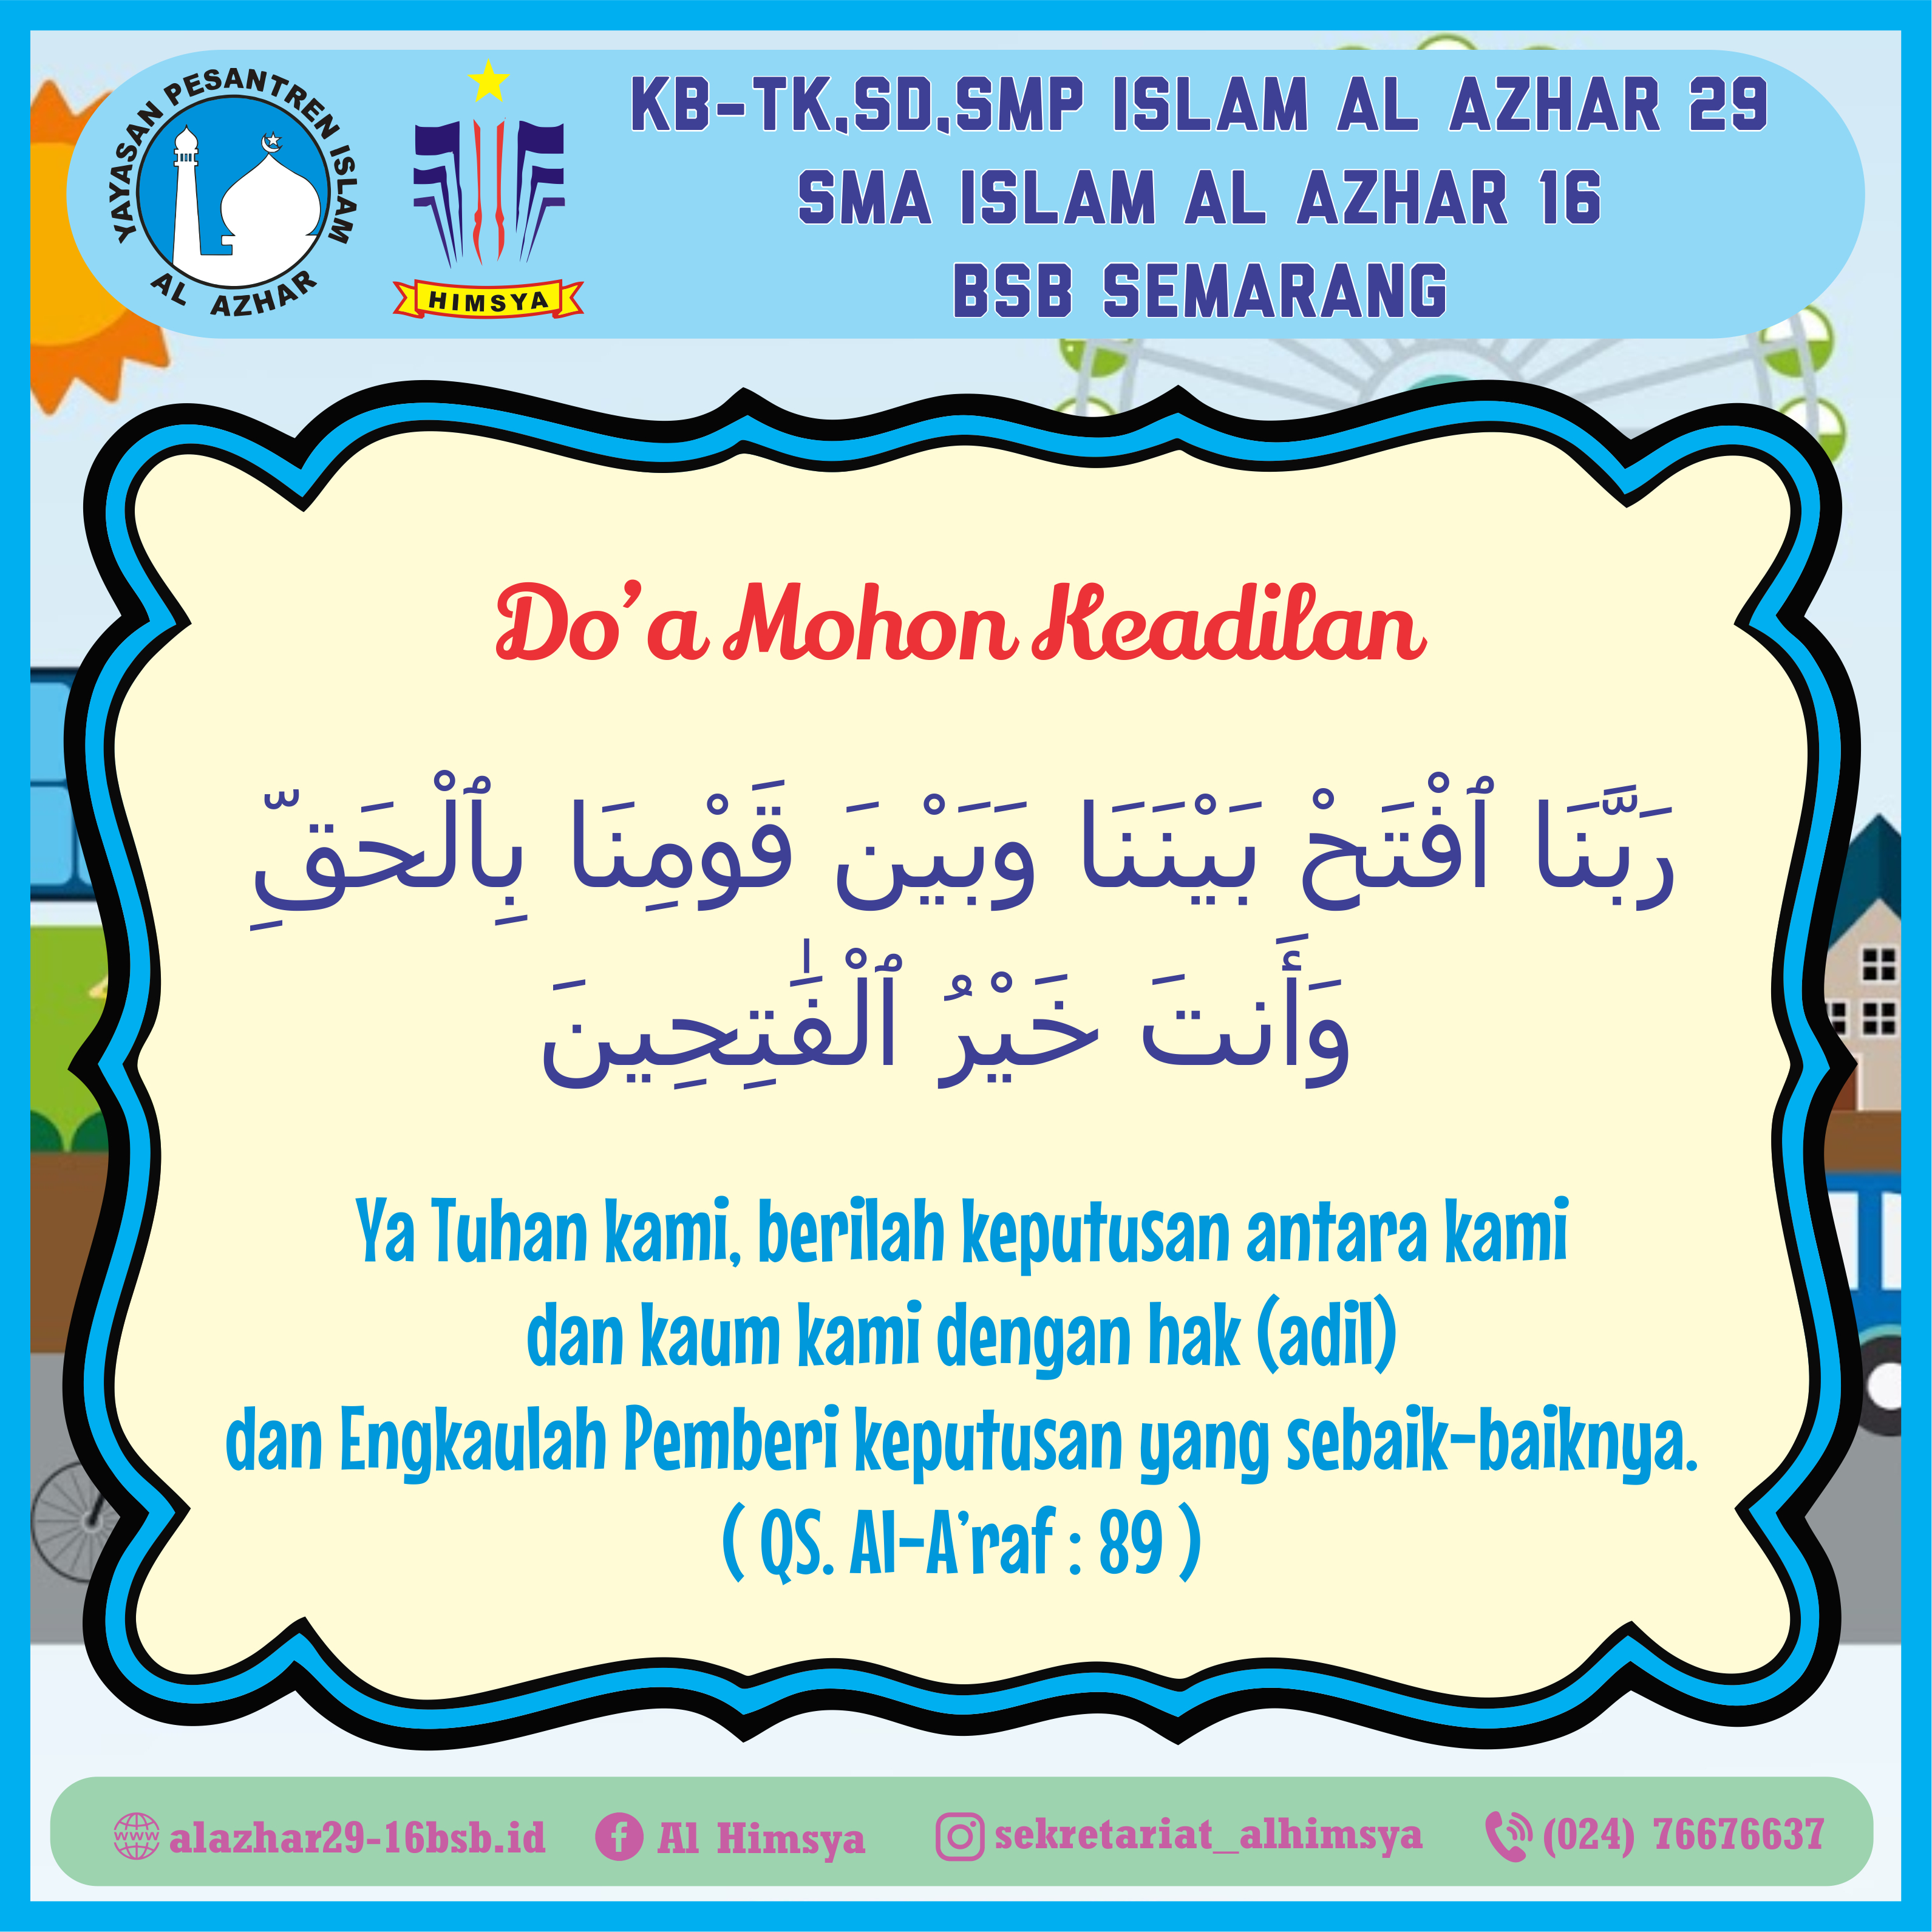 YAYASAN PESANTREN ISLAM
AL AZHAR
HIMSYA
KB-TK,SD,SMP ISLAM AL AZHAR 29
SMA ISLAM AL AZHAR 16
BSB SEMARANG
Do'a Mohon Keadilan
رَبَّنَا ٱفْتَحْ بَيْنَنَا وَبَيْنَ قَوْمِنَا بِٱلْحَقِّ
وَأَنتَ خَيْرُ ٱلْفَٰتِحِينَ
Ya Tuhan kami, berilah keputusan antara kami
dan kaum kami dengan hak (adil)
dan Engkaulah Pemberi keputusan yang sebaik-baiknya.
( QS. Al-A'raf : 89 )
www alazhar29-16bsb.id
Al Himsya
sekretariat_alhimsya
(024) 76676637